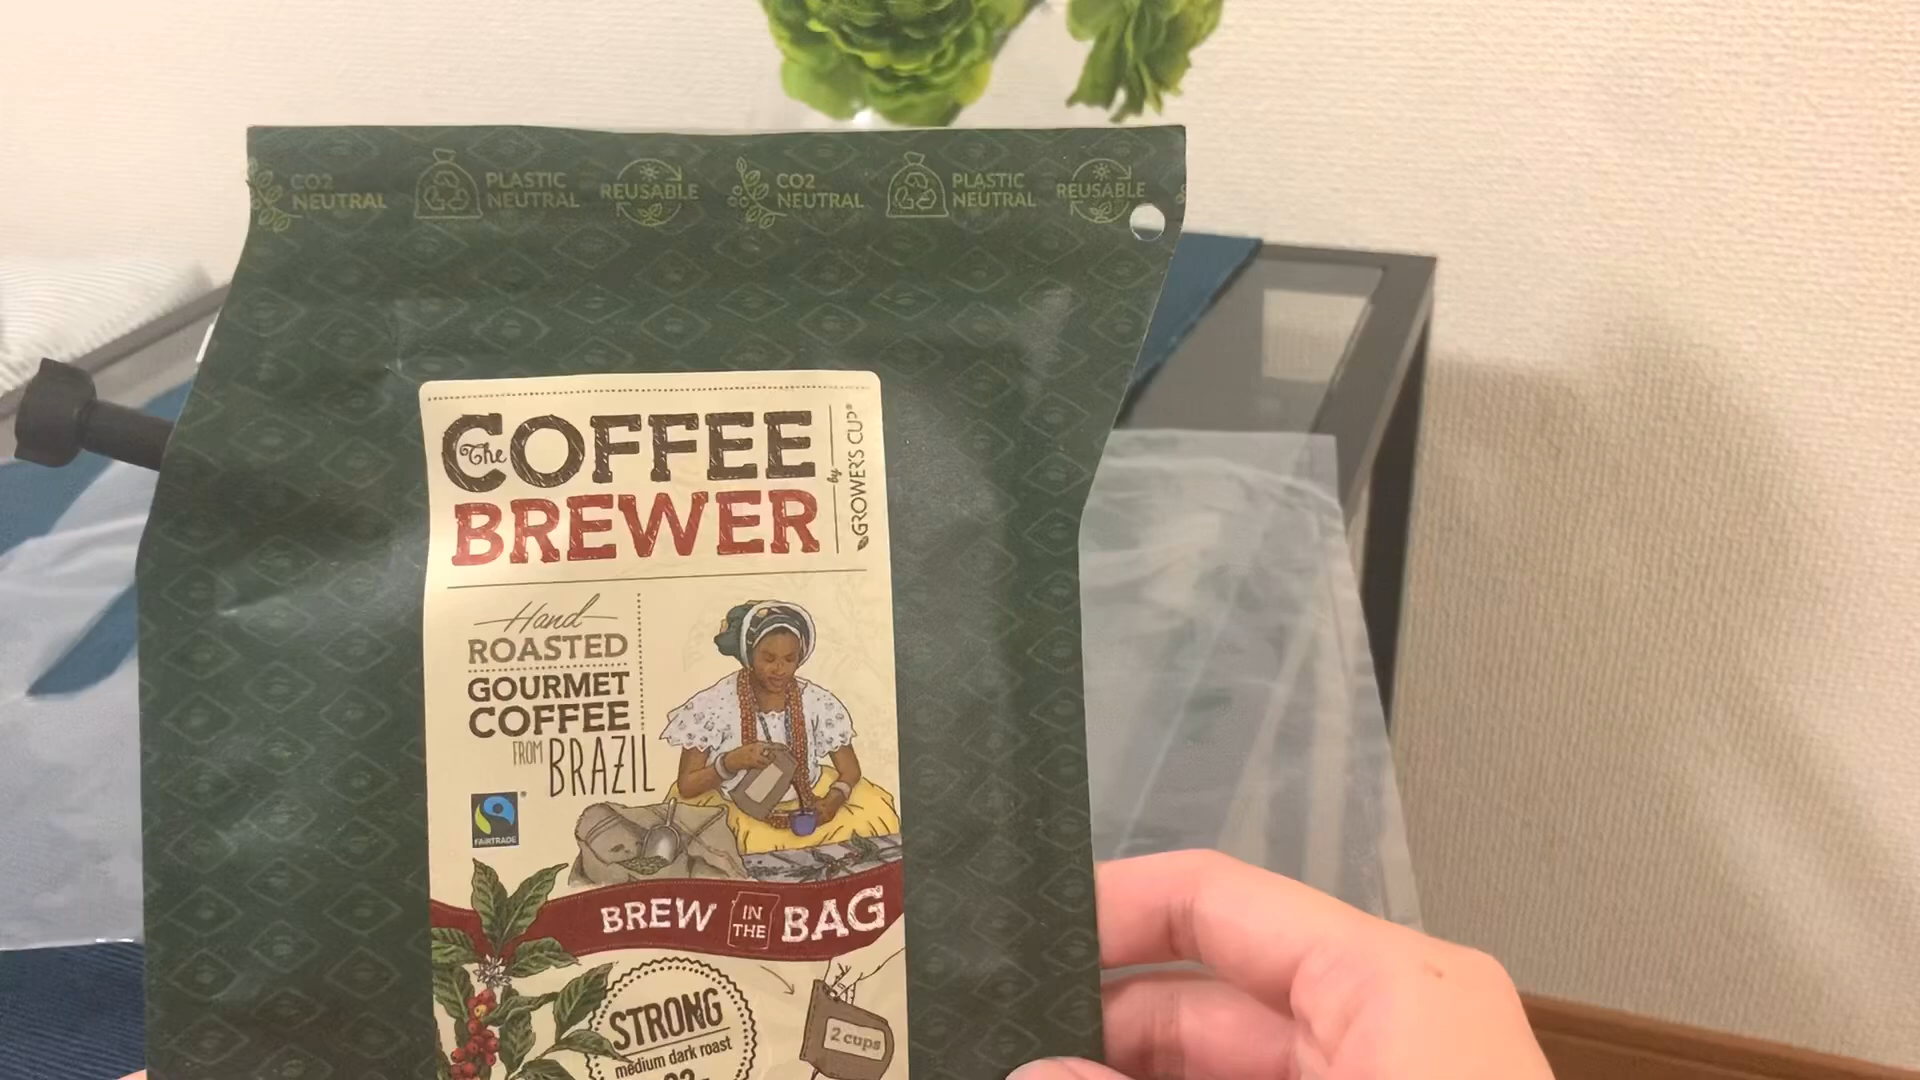 CO2 NEUTRAL
PLASTIC NEUTRAL
REUSABLE
CO2 NEUTRAL
PLASTIC NEUTRAL
REUSABLE
The COFFEE
BREWER
by GROWER'S CUP®
Hand
ROASTED
GOURMET
COFFEE
FROM BRAZIL
FAIRTRADE
®
BREW IN THE BAG
STRONG
medium dark roast
2 cups